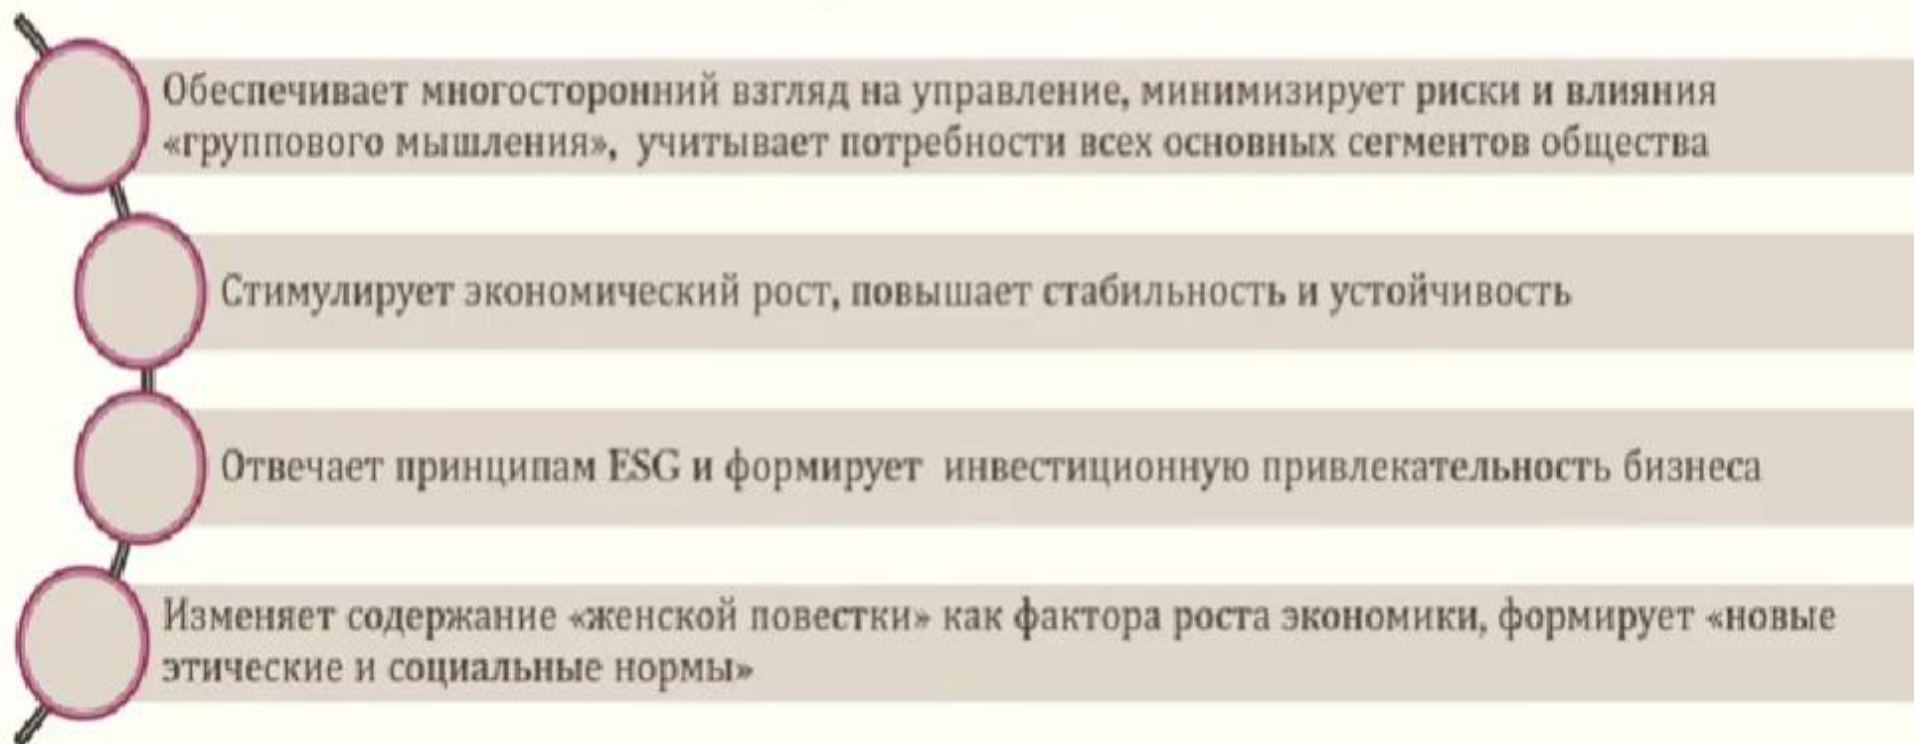 Обеспечивает многосторонний взгляд на управление, минимизирует риски и влияния
«группового мышления», учитывает потребности всех основных сегментов общества
Стимулирует экономический рост, повышает стабильность и устойчивость
Отвечает принципам ESG и формирует инвестиционную привлекательность бизнеса
Изменяет содержание «женской повестки» как фактора роста экономики, формирует «новые
этические и социальные нормы»